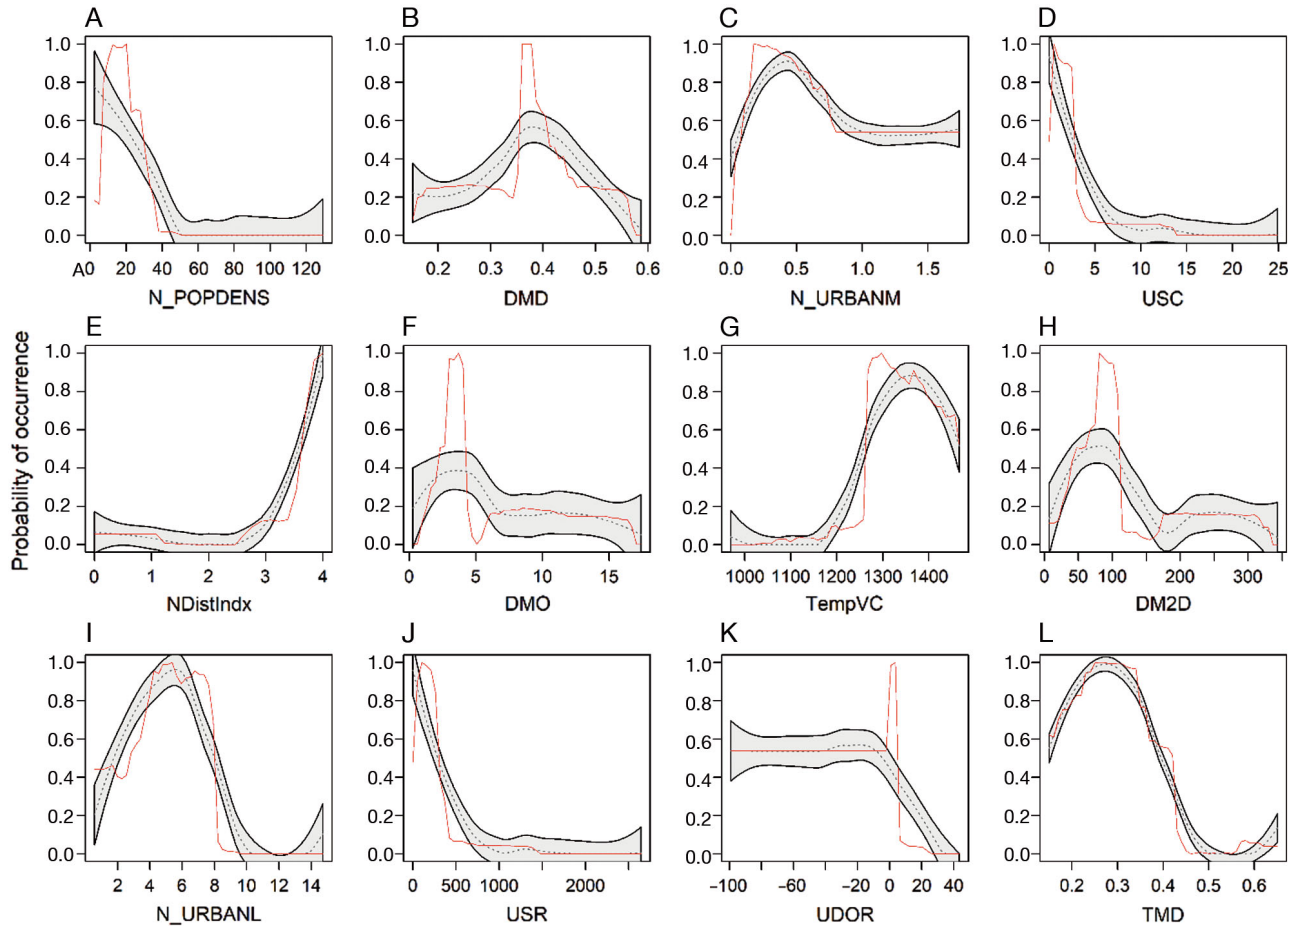 A B C D
1.0 1.0 1.0 1.0
0.8 0.8 0.8 0.8
0.6 0.6 0.6 0.6
0.4 0.4 0.4 0.4
0.2 0.2 0.2 0.2
0.0 0.0 0.0 0.0
A0 20 40 60 80 100 120 0.2 0.3 0.4 0.5 0.6 0.0 0.5 1.0 1.5 0 5 10 15 20 25
N_POPDENS DMD N_URBANM USC
Probability of occurrence
E F G H
1.0 1.0 1.0 1.0
0.8 0.8 0.8 0.8
0.6 0.6 0.6 0.6
0.4 0.4 0.4 0.4
0.2 0.2 0.2 0.2
0.0 0.0 0.0 0.0
0 1 2 3 4 0 5 10 15 1000 1100 1200 1300 1400 0 50 100 200 300
NDistIndx DMO TempVC DM2D
I J K L
1.0 1.0 1.0 1.0
0.8 0.8 0.8 0.8
0.6 0.6 0.6 0.6
0.4 0.4 0.4 0.4
0.2 0.2 0.2 0.2
0.0 0.0 0.0 0.0
2 4 6 8 10 12 14 0 500 1000 2000 −100 −60 −20 0 20 40 0.2 0.3 0.4 0.5 0.6
N_URBANL USR UDOR TMD